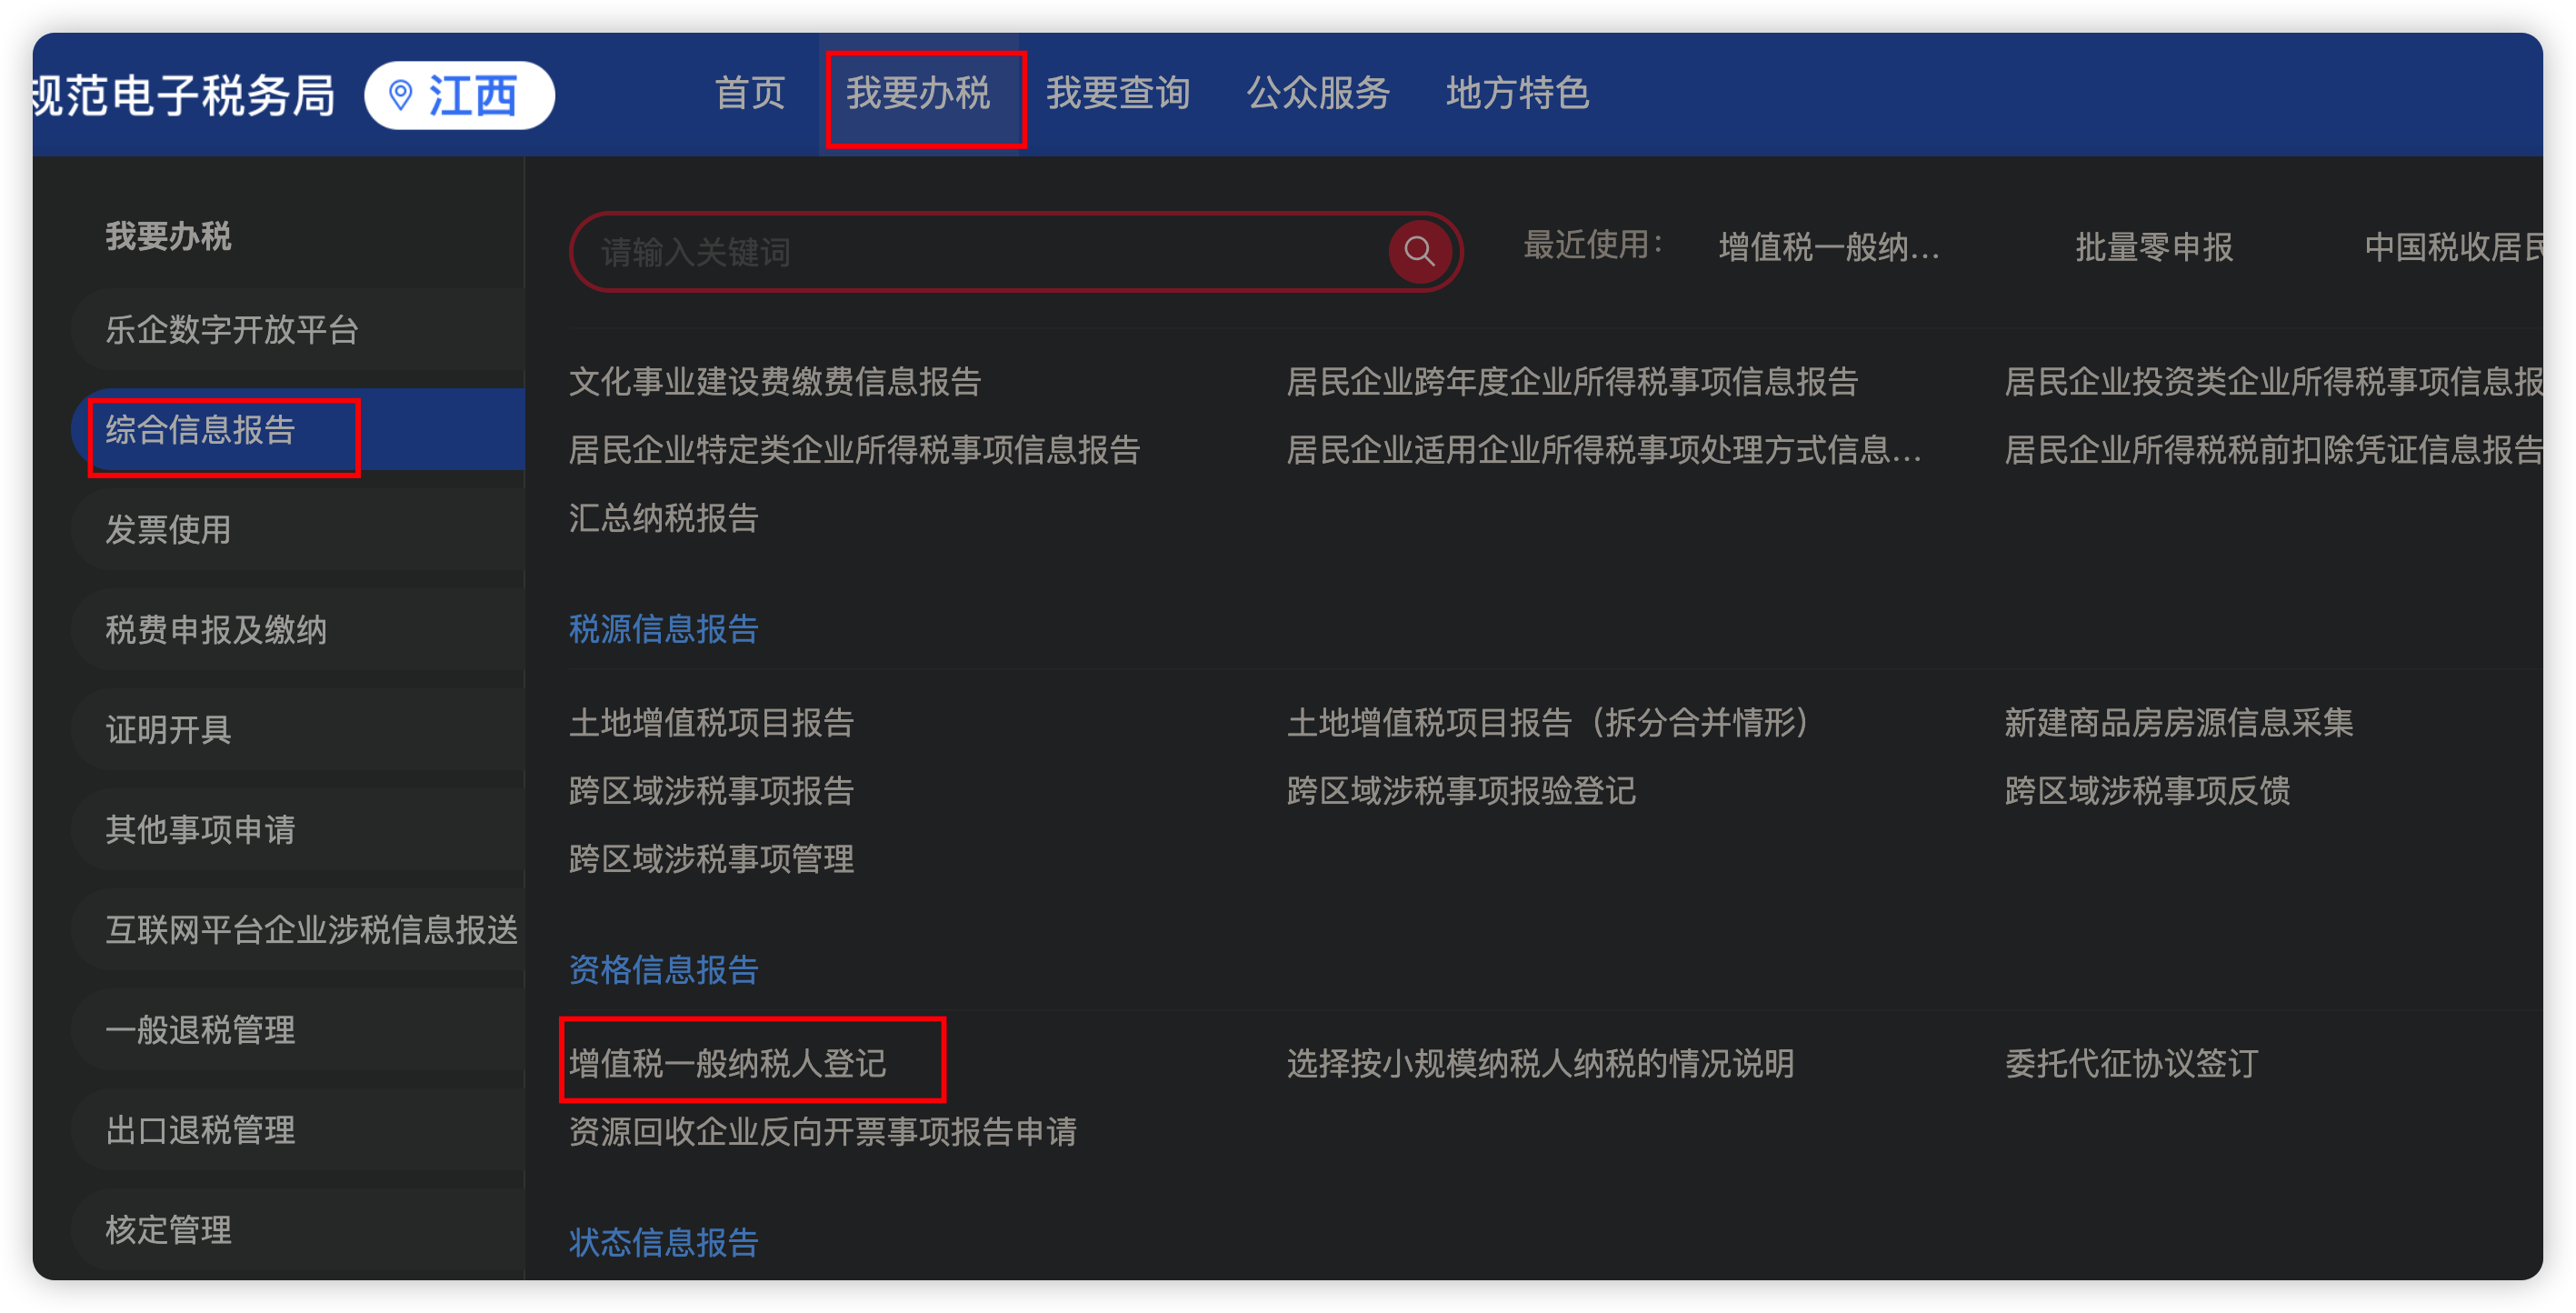 规范电子税务局 江西 首页 我要办税 我要查询 公众服务 地方特色
我要办税
乐企数字开放平台
综合信息报告
发票使用
税费申报及缴纳
证明开具
其他事项申请
互联网平台企业涉税信息报送
一般退税管理
出口退税管理
核定管理
请输入关键词 最近使用： 增值税一般纳... 批量零申报 中国税收居民
文化事业建设费缴费信息报告 居民企业跨年度企业所得税事项信息报告 居民企业投资类企业所得税事项信息报
居民企业特定类企业所得税事项信息报告 居民企业适用企业所得税事项处理方式信息... 居民企业所得税税前扣除凭证信息报告
汇总纳税报告
税源信息报告
土地增值税项目报告 土地增值税项目报告（拆分合并情形） 新建商品房房源信息采集
跨区域涉税事项报告 跨区域涉税事项报验登记 跨区域涉税事项反馈
跨区域涉税事项管理
资格信息报告
增值税一般纳税人登记 选择按小规模纳税人纳税的情况说明 委托代征协议签订
资源回收企业反向开票事项报告申请
状态信息报告